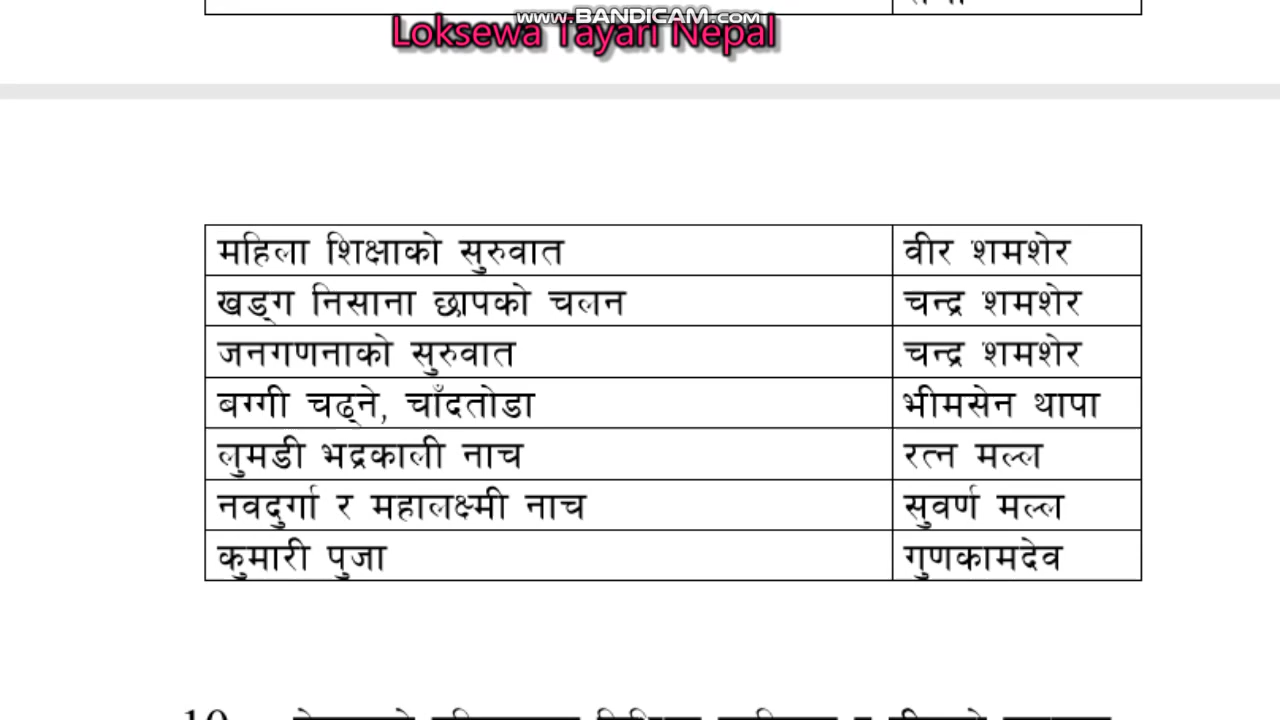 www.BANDICAM.com
Loksewa Tayari Nepal
महिला शिक्षाको सुरुवात वीर शमशेर
खड्ग निसाना छापको चलन चन्द्र शमशेर
जनगणनाको सुरुवात चन्द्र शमशेर
बग्गी चढ्ने, चाँदतोडा भीमसेन थापा
लुमडी भद्रकाली नाच रत्न मल्ल
नवदुर्गा र महालक्ष्मी नाच सुवर्ण मल्ल
कुमारी पुजा गुणकामदेव